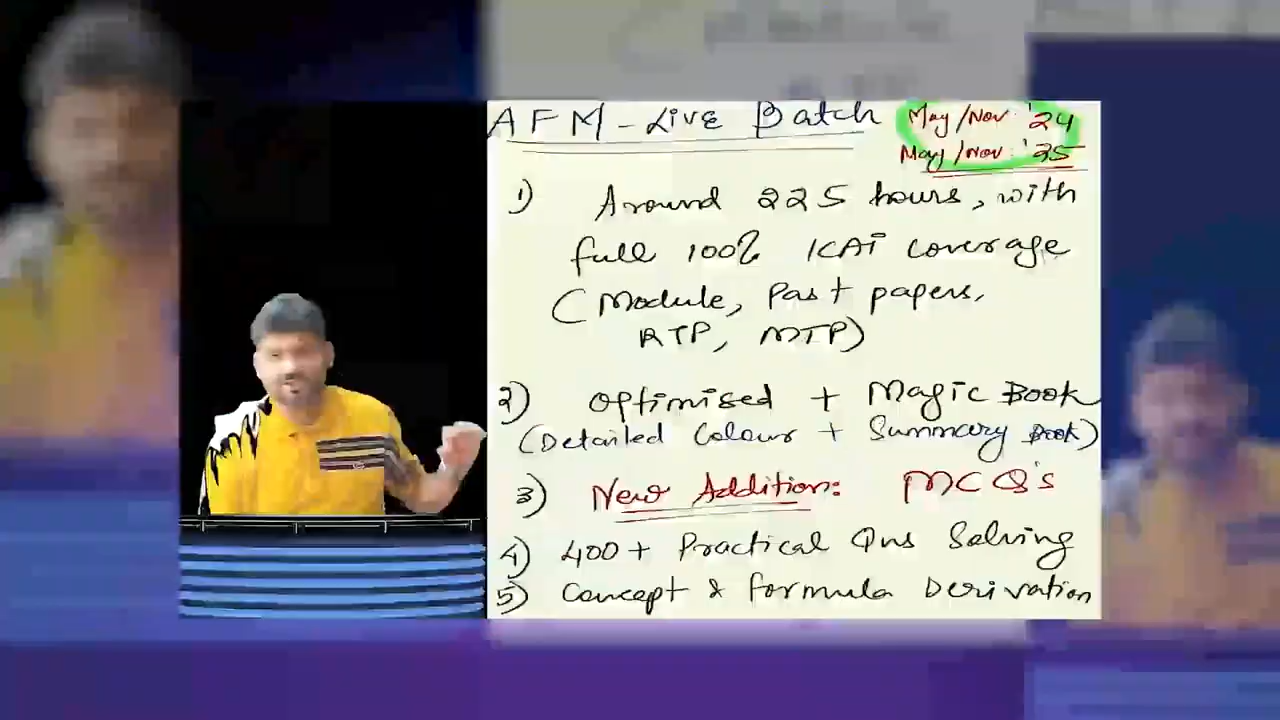 AFM - Live Batch
May/Nov '24
May/Nov '25
1) Around 225 hours, with
full 100% ICAI coverage
(Module, Past papers,
RTP, MTP)
2) Optimised + Magic Book
(Detailed Colour + Summary Book)
3) New Addition: MCQ's
4) 400+ Practical Qns Solving
5) Concept & formula Derivation